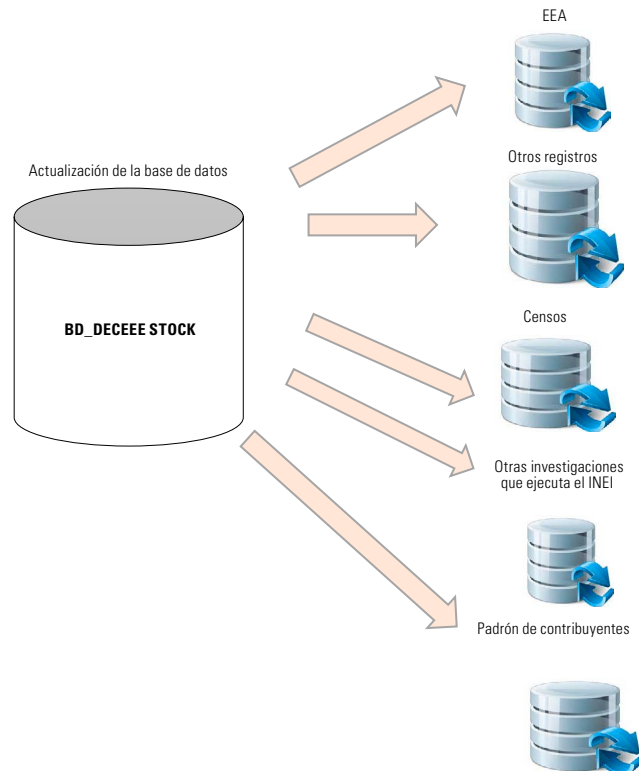 EEA
Otros registros
Actualización de la base de datos
BD_DECEEE STOCK
Censos
Otras investigaciones
que ejecuta el INEI
Padrón de contribuyentes